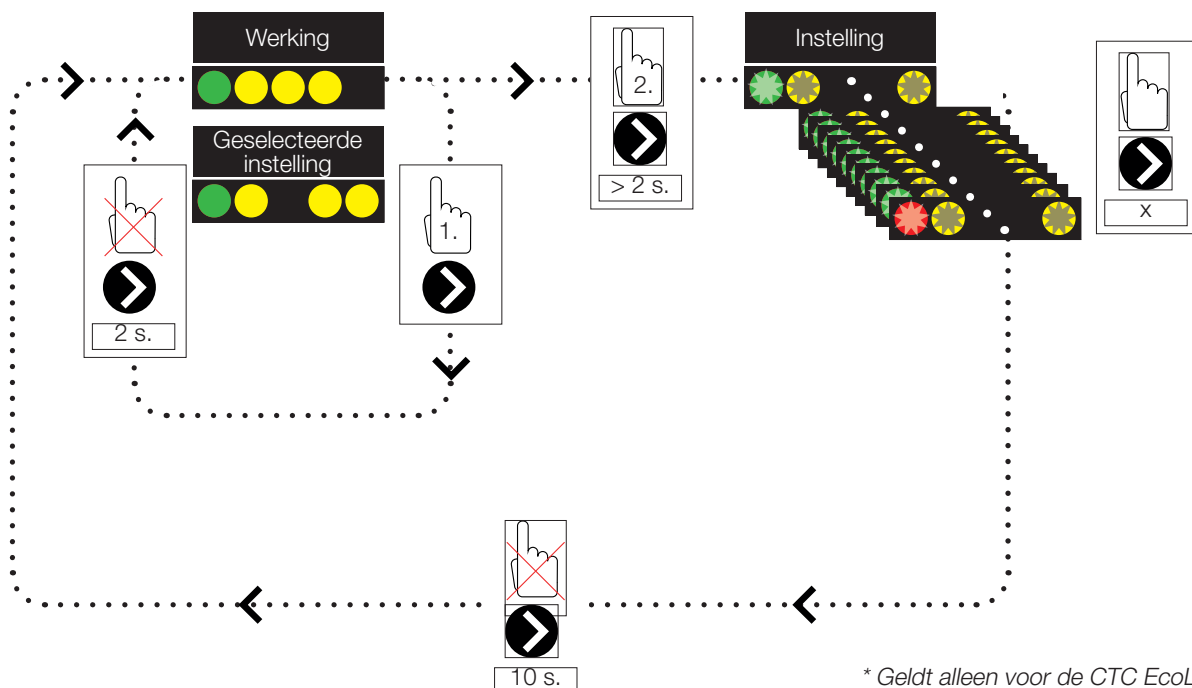 Werking
Instelling
2.
Geselecteerde
instelling
> 2 s.
x
1.
2 s.
10 s.
* Geldt alleen voor de CTC EcoL